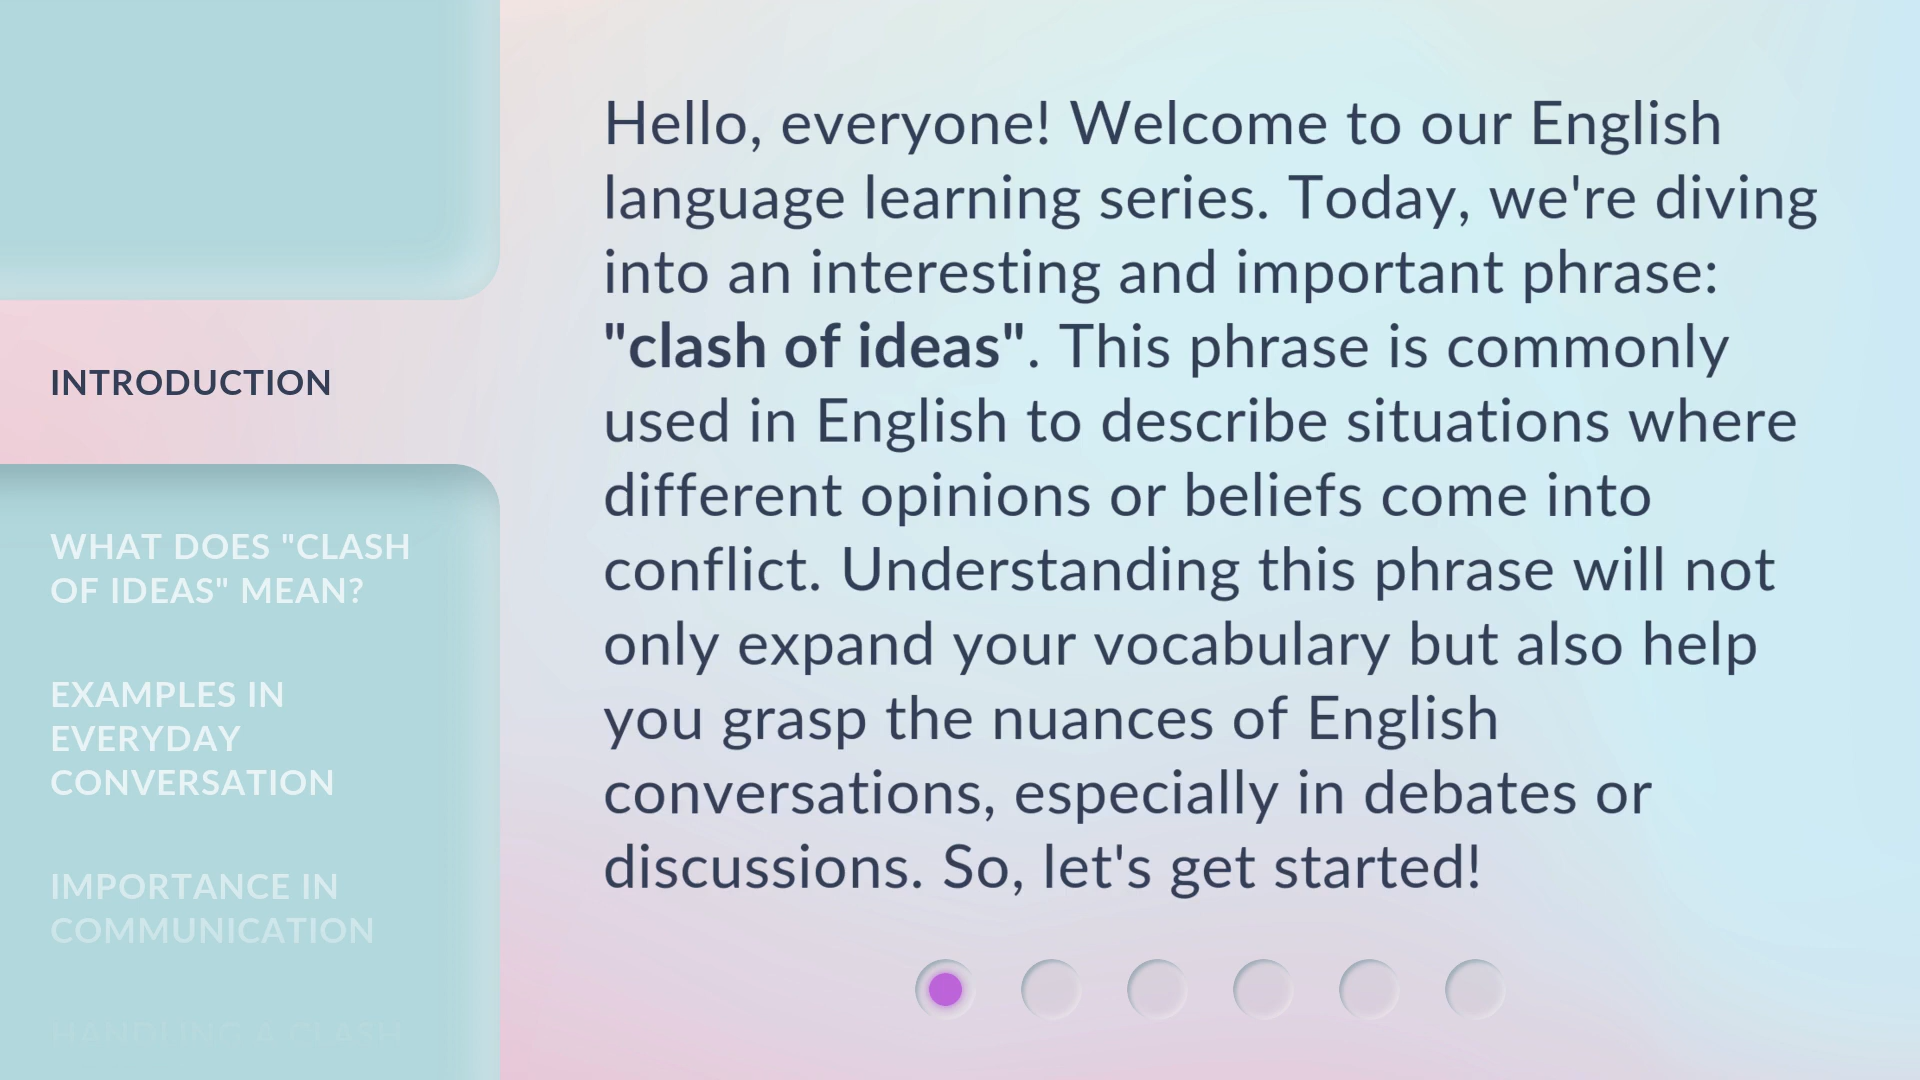 INTRODUCTION
WHAT DOES "CLASH
OF IDEAS" MEAN?
EXAMPLES IN
EVERYDAY
CONVERSATION
IMPORTANCE IN
COMMUNICATION
HANDLING A CLASH
Hello, everyone! Welcome to our English
language learning series. Today, we're diving
into an interesting and important phrase:
"clash of ideas". This phrase is commonly
used in English to describe situations where
different opinions or beliefs come into
conflict. Understanding this phrase will not
only expand your vocabulary but also help
you grasp the nuances of English
conversations, especially in debates or
discussions. So, let's get started!